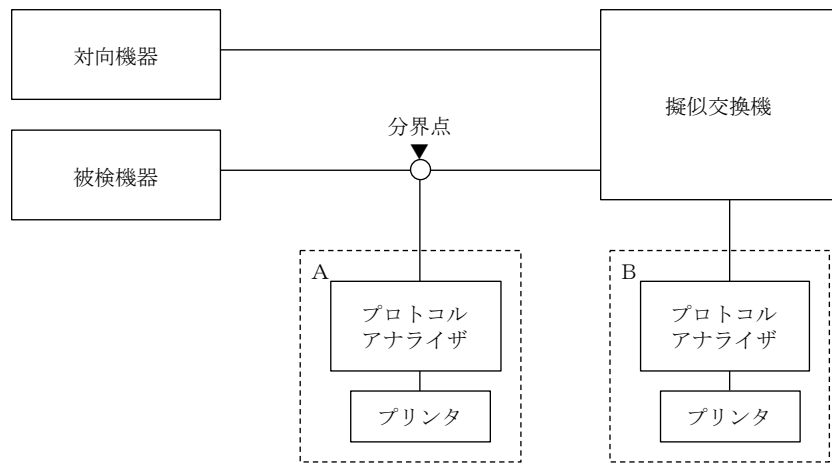 対向機器
擬似交換機
分界点
被検機器
A
プロトコル
アナライザ
プリンタ
B
プロトコル
アナライザ
プリンタ